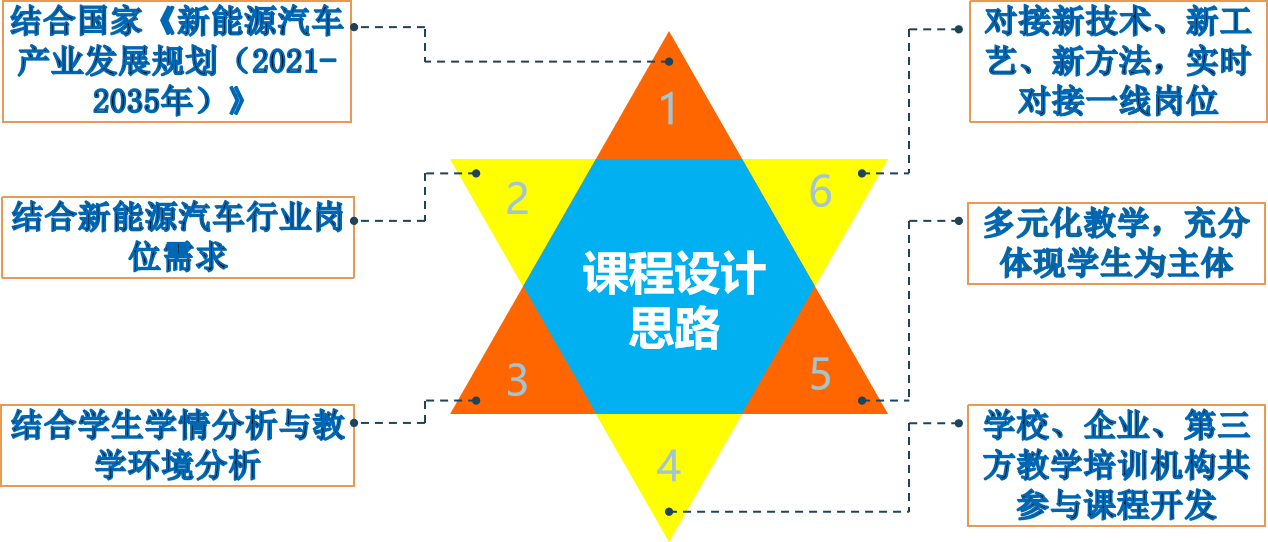 结合国家《新能源汽车
产业发展规划（2021-
2035年）》
结合新能源汽车行业岗
位需求
结合学生学情分析与教
学环境分析
1
2
3
4
5
6
课程设计
思路
对接新技术、新工
艺、新方法，实时
对接一线岗位
多元化教学，充分
体现学生为主体
学校、企业、第三
方教学培训机构共
参与课程开发